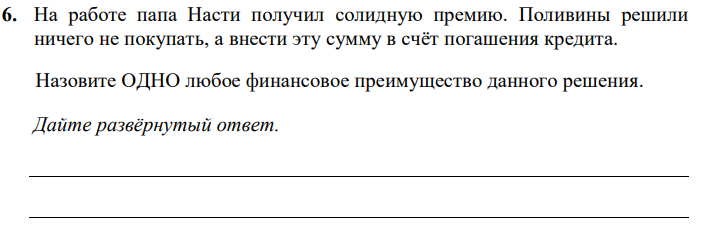 6. На работе папа Насти получил солидную премию. Поливины решили
ничего не покупать, а внести эту сумму в счёт погашения кредита.
Назовите ОДНО любое финансовое преимущество данного решения.
Дайте развёрнутый ответ.